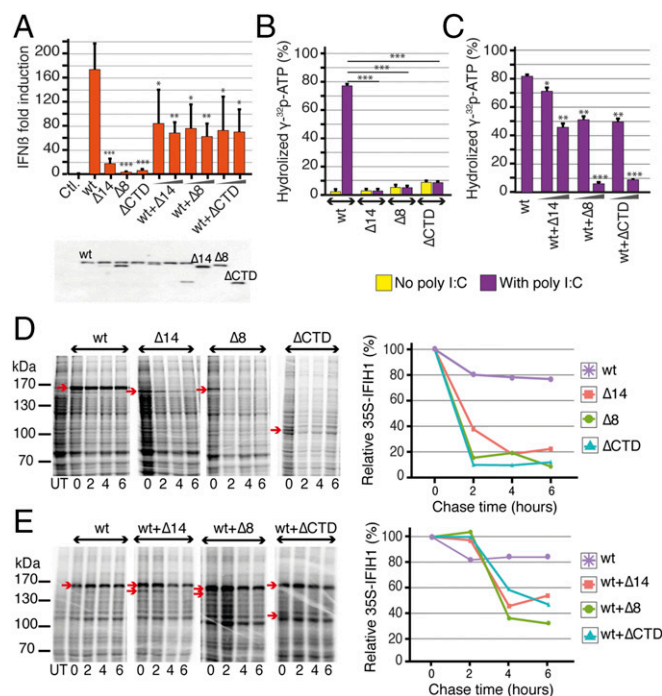 A
IFNß fold induction
200
180
160
140
120
100
80
60
40
20
0
***
***
***
*
**
*
**
*
*
Ctl.
wt
Δ14
Δ8
ΔCTD
wt+Δ14
wt+Δ8
wt+ΔCTD
wt
Δ14
Δ8
ΔCTD
B
Hydrolized γ-³²p-ATP (%)
100
80
60
40
20
0
***
***
***
wt
Δ14
Δ8
ΔCTD
C
Hydrolized γ-³²p-ATP (%)
100
80
60
40
20
0
*
**
**
***
**
***
wt
wt+Δ14
wt+Δ8
wt+ΔCTD
No poly I:C
With poly I:C
D
kDa
170
130
100
70
wt
Δ14
Δ8
ΔCTD
UT 0 2 4 6
0 2 4 6
0 2 4 6
0 2 4 6
Relative 35S-IFIH1 (%)
100
80
60
40
20
0
0 2 4 6
Chase time (hours)
wt
Δ14
Δ8
ΔCTD
E
kDa
170
130
100
70
wt
wt+Δ14
wt+Δ8
wt+ΔCTD
UT 0 2 4 6
0 2 4 6
0 2 4 6
0 2 4 6
Relative 35S-IFIH1 (%)
100
80
60
40
20
0 2 4 6
Chase time (hours)
wt
wt+Δ14
wt+Δ8
wt+ΔCTD